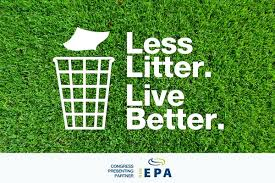 Less
Litter.
Live
Better.
CONGRESS
PRESENTING
PARTNER
EPA